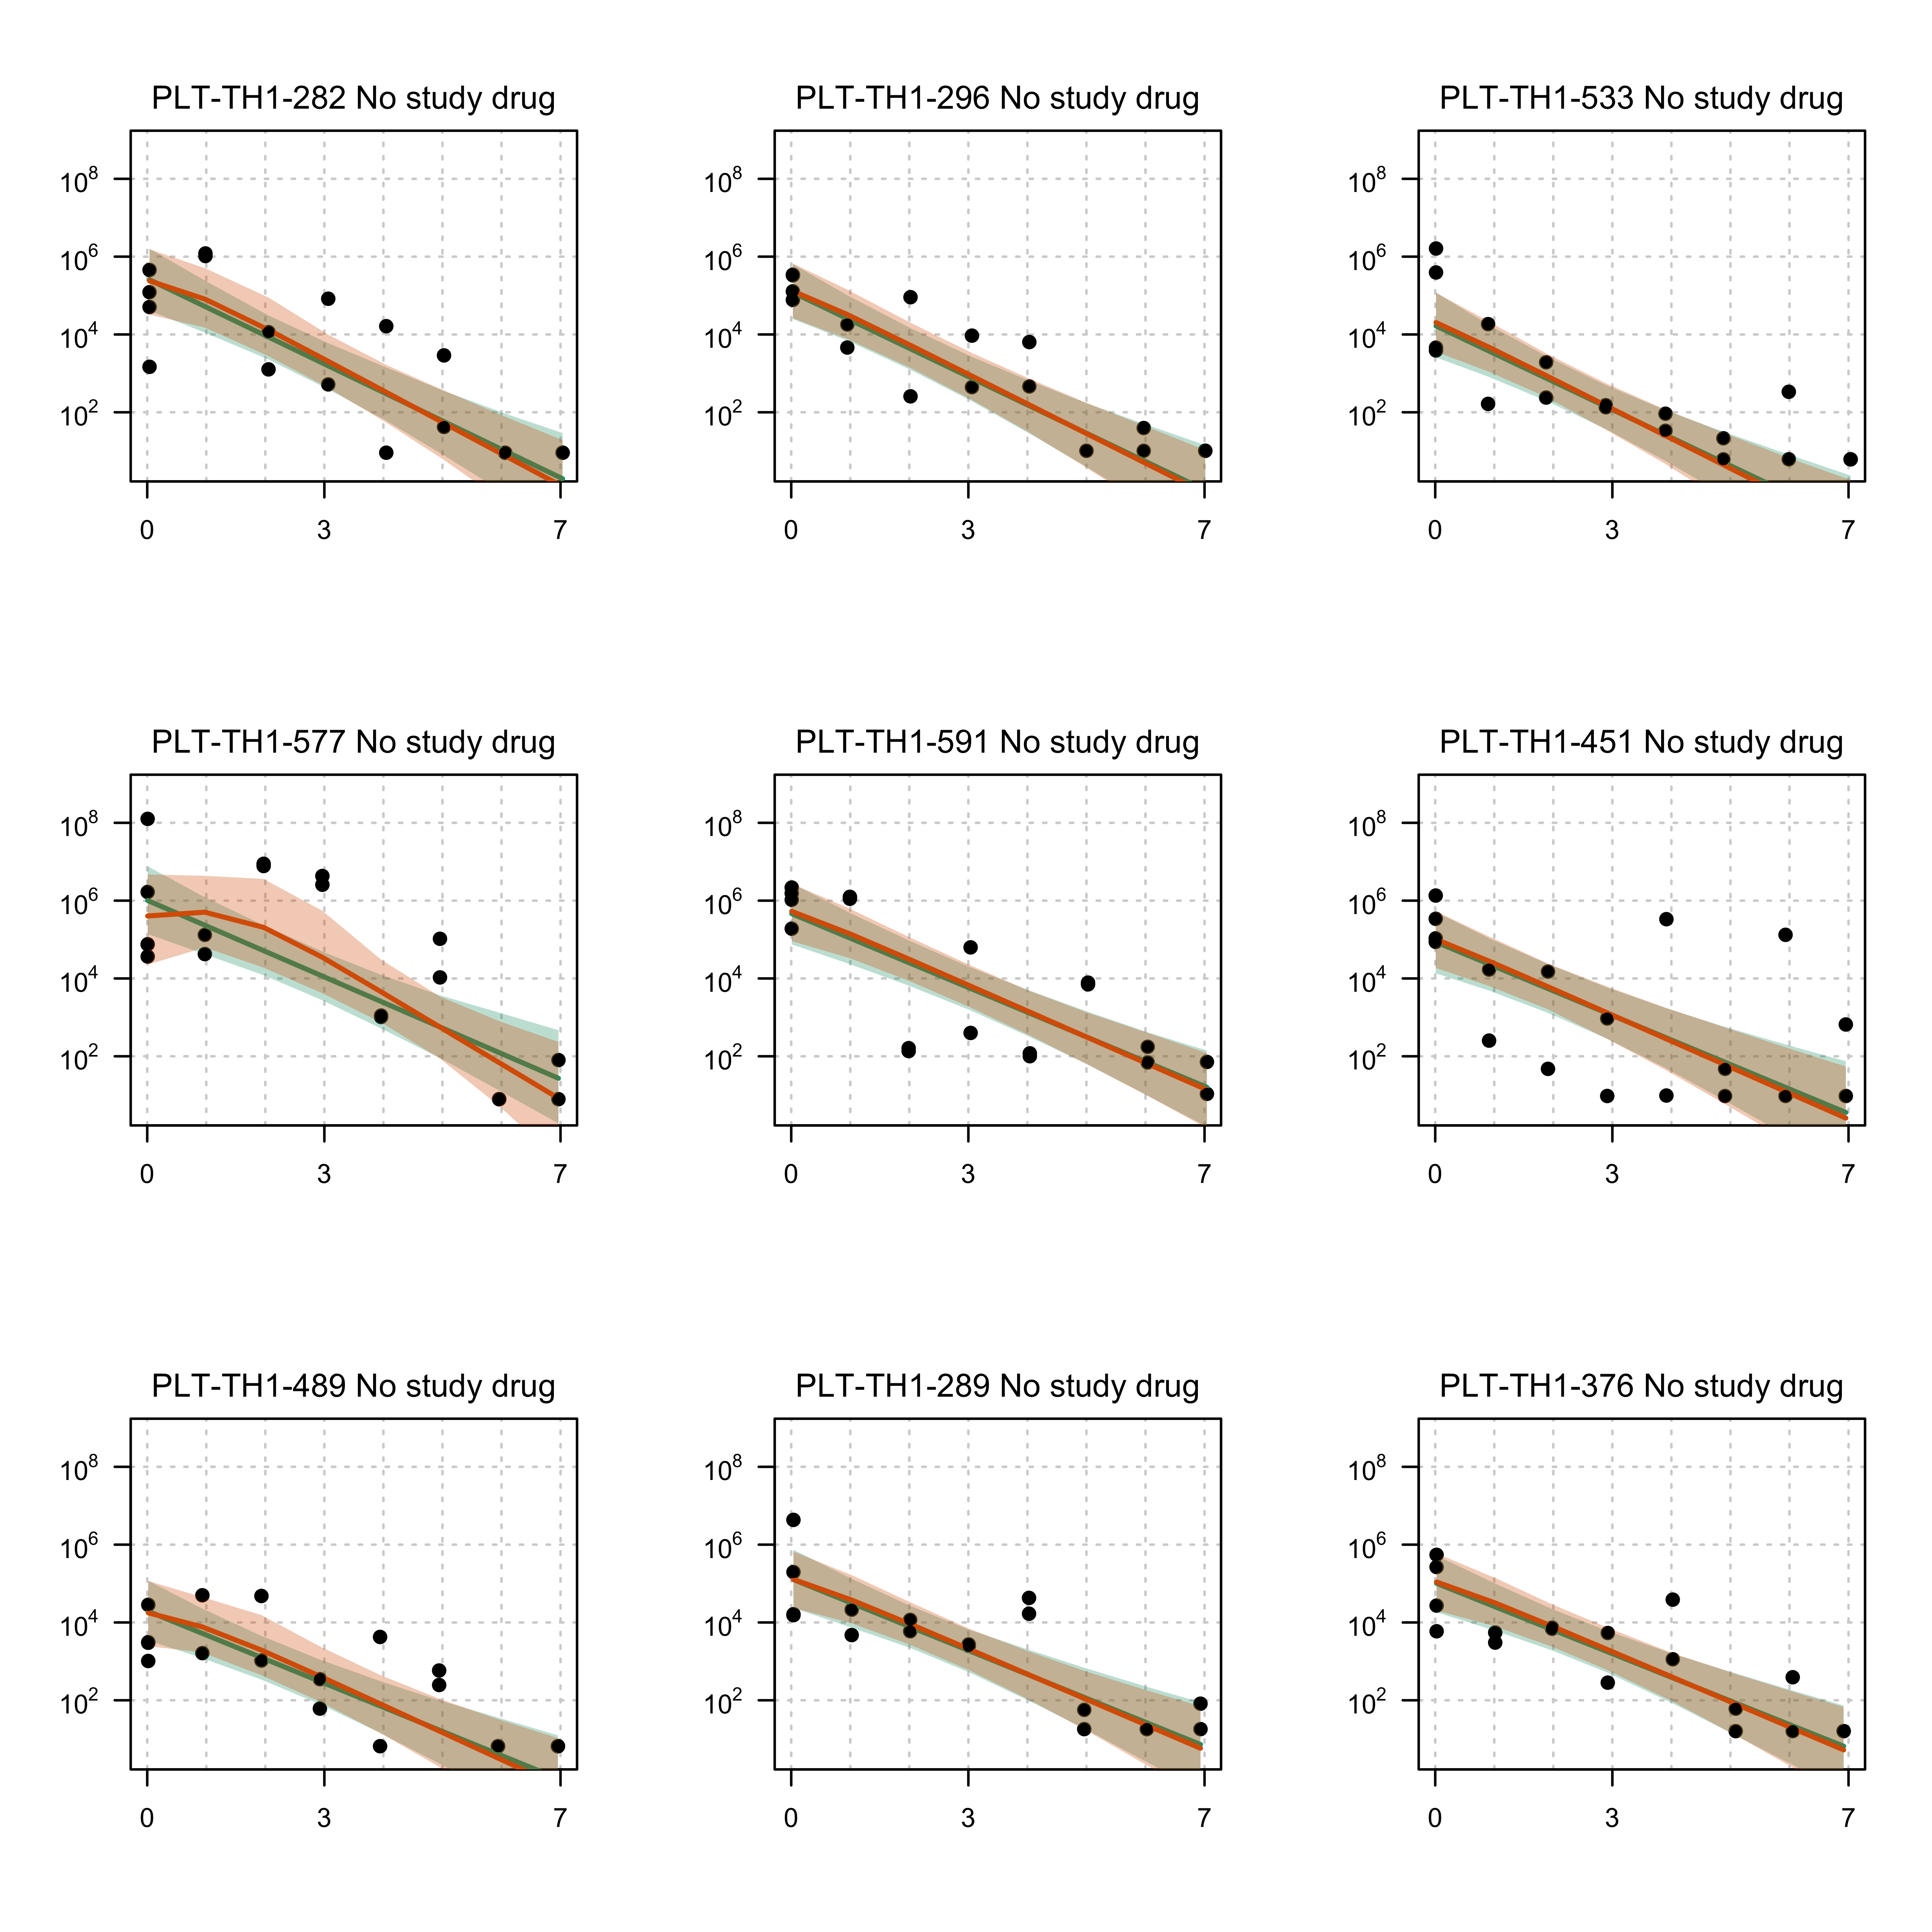 PLT-TH1-282 No study drug
PLT-TH1-296 No study drug
PLT-TH1-533 No study drug
10^8
10^6
10^4
10^2
0 3 7
10^8
10^6
10^4
10^2
0 3 7
10^8
10^6
10^4
10^2
0 3 7
PLT-TH1-577 No study drug
PLT-TH1-591 No study drug
PLT-TH1-451 No study drug
10^8
10^6
10^4
10^2
0 3 7
10^8
10^6
10^4
10^2
0 3 7
10^8
10^6
10^4
10^2
0 3 7
PLT-TH1-489 No study drug
PLT-TH1-289 No study drug
PLT-TH1-376 No study drug
10^8
10^6
10^4
10^2
0 3 7
10^8
10^6
10^4
10^2
0 3 7
10^8
10^6
10^4
10^2
0 3 7